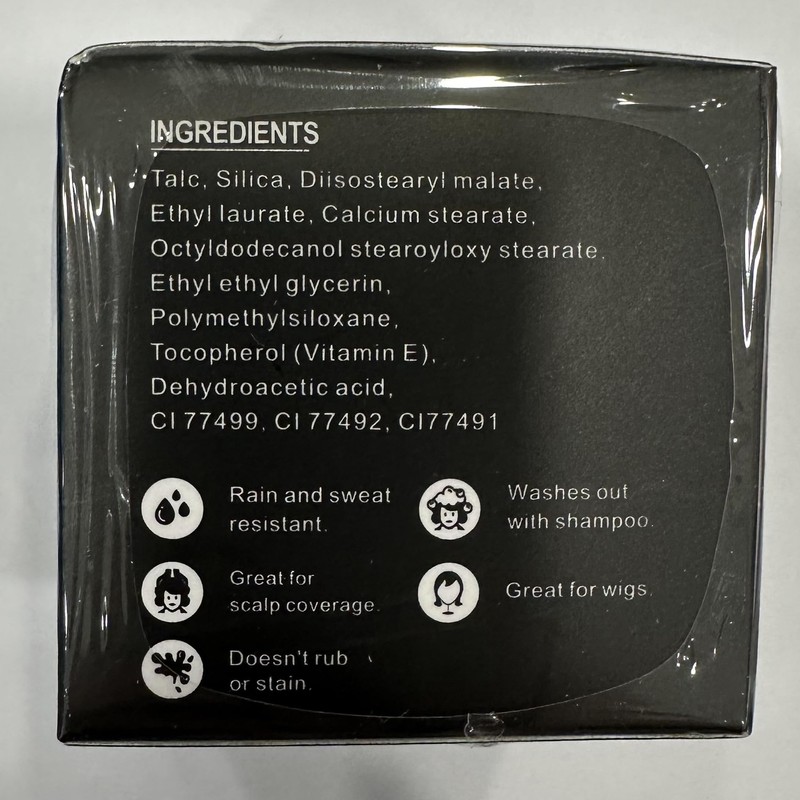 INGREDIENTS
Talc, Silica, Diisostearyl malate,
Ethyl laurate, Calcium stearate,
Octyldodecanol stearoyloxy stearate,
Ethyl ethyl glycerin,
Polymethylsiloxane,
Tocopherol (Vitamin E),
Dehydroacetic acid,
CI 77499, CI 77492, CI77491
Rain and sweat
resistant.
Washes out
with shampoo.
Great for
scalp coverage.
Great for wigs.
Doesn't rub
or stain.